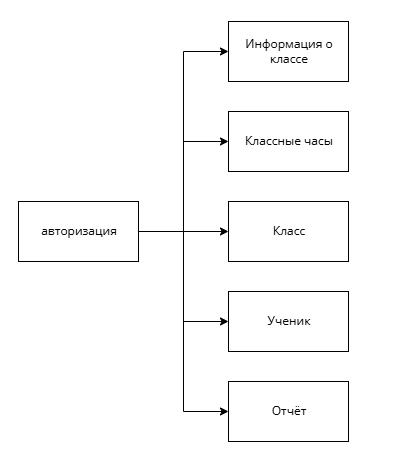 Информация о
классе
Классные часы
авторизация
Класс
Ученик
Отчёт